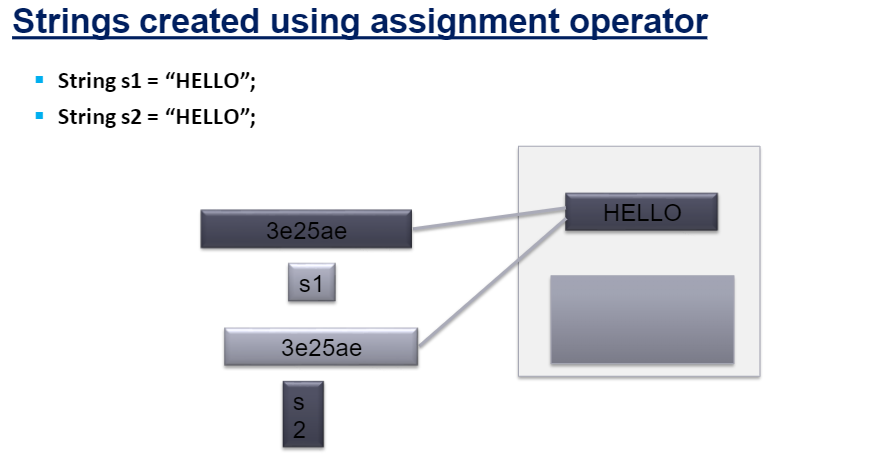 Strings created using assignment operator
String s1 = “HELLO”;
String s2 = “HELLO”;
HELLO
3e25ae
s1
3e25ae
s
2